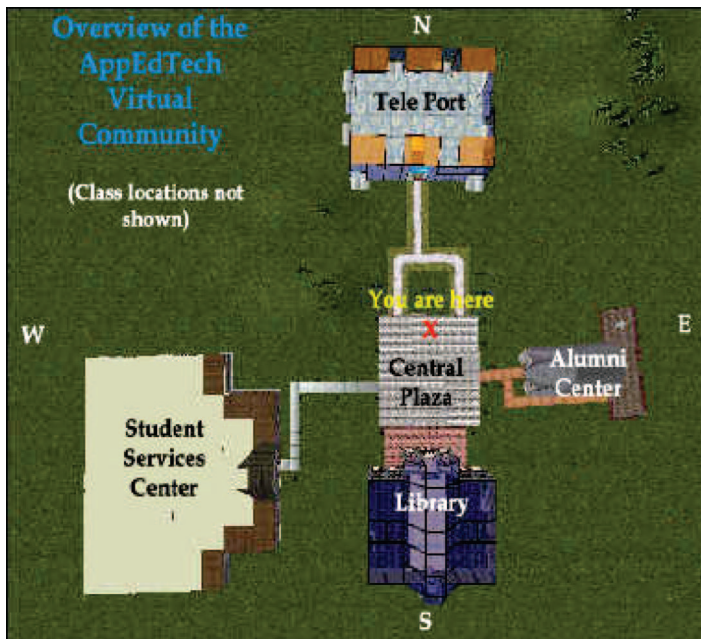 Overview of the
AppEdTech
Virtual
Community
(Class locations not
shown)
N
Tele Port
You are here
X
W
E
Central
Plaza
Alumni
Center
Student
Services
Center
Library
S